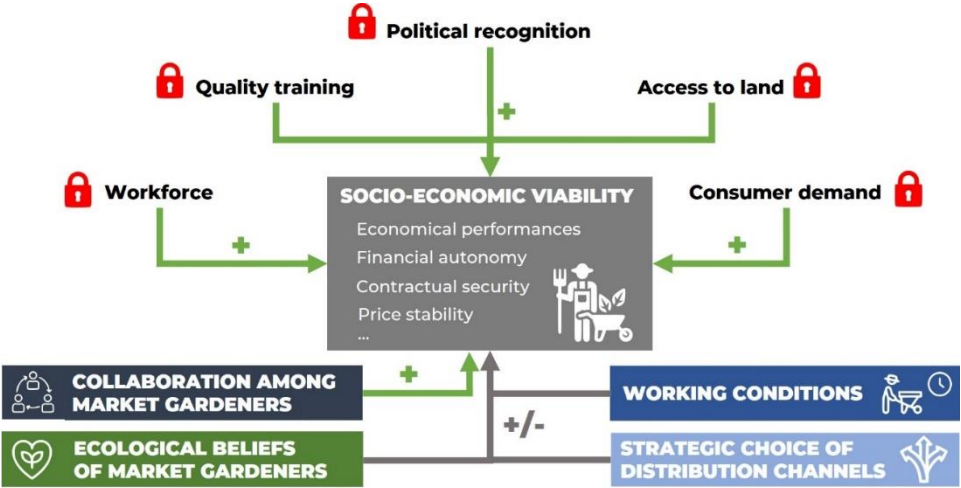 Political recognition
Quality training
Access to land
+
Workforce
Consumer demand
+
+
SOCIO-ECONOMIC VIABILITY
Economical performances
Financial autonomy
Contractual security
Price stability
...
+
COLLABORATION AMONG
MARKET GARDENERS
WORKING CONDITIONS
+/-
ECOLOGICAL BELIEFS
OF MARKET GARDENERS
STRATEGIC CHOICE OF
DISTRIBUTION CHANNELS